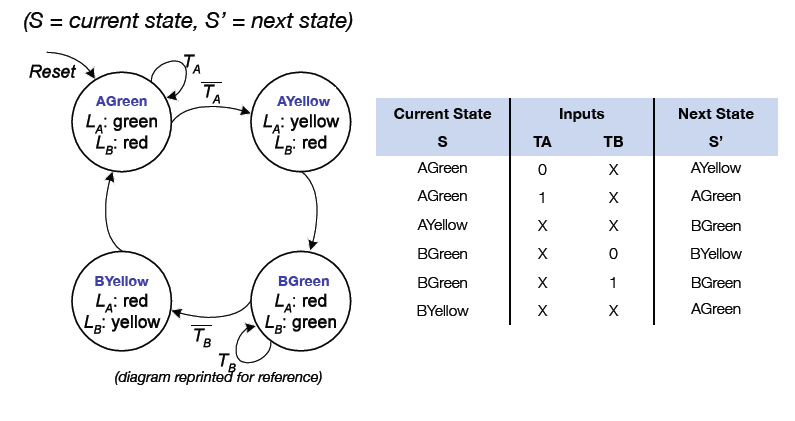 (S = current state, S’ = next state)
Reset
TA
TA
AGreen
LA: green
LB: red
AYellow
LA: yellow
LB: red
BYellow
LA: red
LB: yellow
BGreen
LA: red
LB: green
TB
TB
(diagram reprinted for reference)
Current State Inputs Next State
S TA TB S’
AGreen 0 X AYellow
AGreen 1 X AGreen
AYellow X X BGreen
BGreen X 0 BYellow
BGreen X 1 BGreen
BYellow X X AGreen